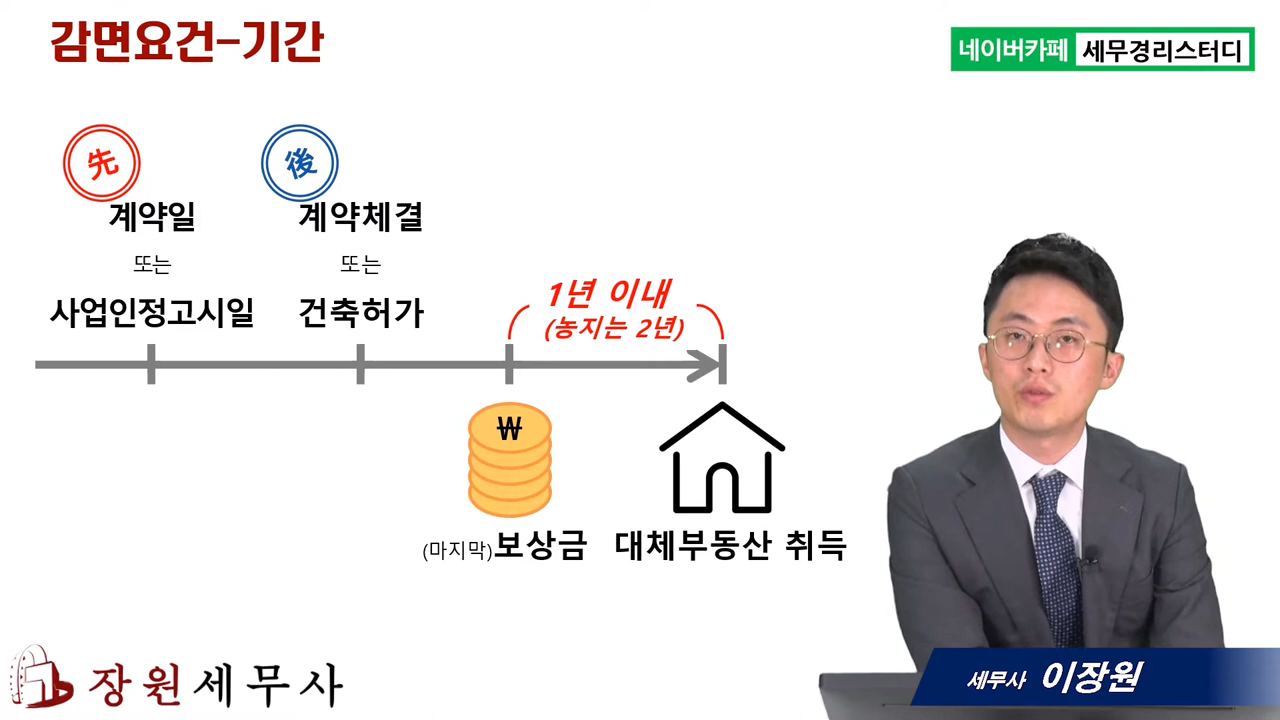 감면요건-기간
네이버카페 세무경리스터디
先
後
계약일
계약체결
또는
또는
사업인정고시일
건축허가
1년 이내
(농지는 2년)
₩
(마지막)보상금
대체부동산 취득
장원세무사
세무사 이장원